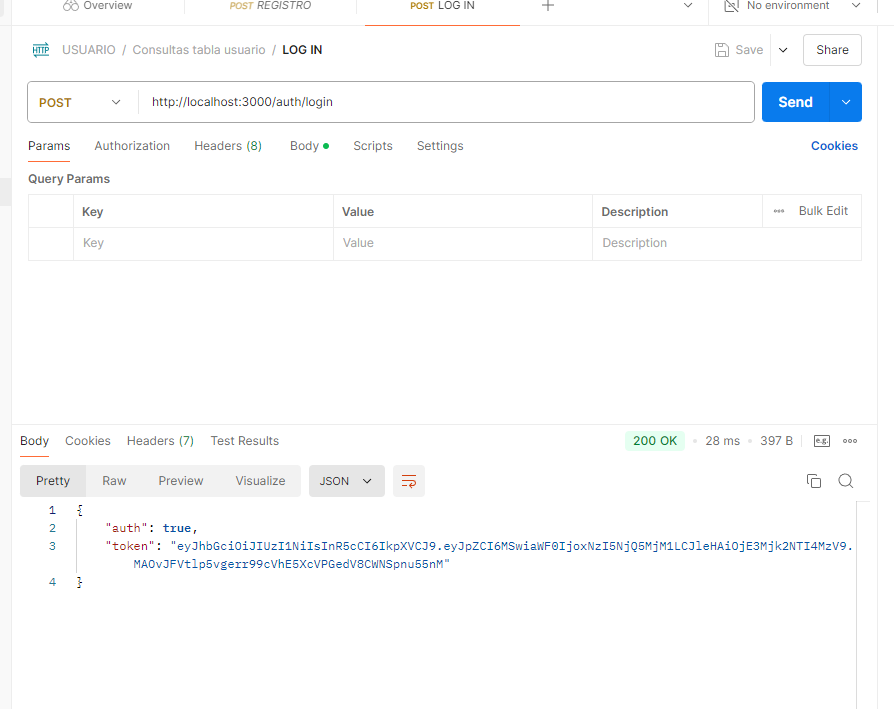 Overview POST REGISTRO POST LOG IN No environment
HTTP USUARIO / Consultas tabla usuario / LOG IN Save Share
POST http://localhost:3000/auth/login Send
Params Authorization Headers (8) Body Scripts Settings Cookies
Query Params
Key Value Description Bulk Edit
Key Value Description
Body Cookies Headers (7) Test Results 200 OK 28 ms 397 B e.g.
Pretty Raw Preview Visualize JSON
1 {
2 "auth": true,
3 "token": "eyJhbGciOiJIUzI1NiIsInR5cCI6IkpXVCJ9.eyJpZCI6MSwiaWF0IjoxNzI5NjQ5MjM1LCJleHAiOjE3Mjk2NTI4MzV9.
MAOvJFVtlp5vgerr99cVhE5XcVPGedV8CWNSpnu55nM"
4 }